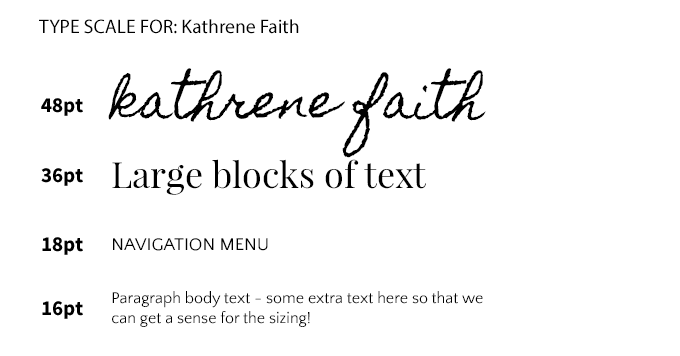 TYPE SCALE FOR: Kathrene Faith
48pt kathrene faith
36pt Large blocks of text
18pt NAVIGATION MENU
16pt Paragraph body text – some extra text here so that we
can get a sense for the sizing!